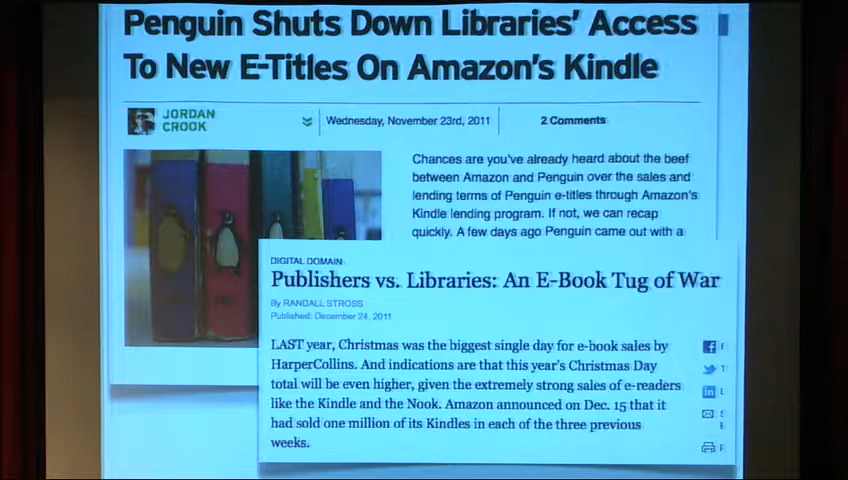 Penguin Shuts Down Libraries' Access
To New E-Titles On Amazon's Kindle
JORDAN
CROOK
Wednesday, November 23rd, 2011
2 Comments
Chances are you've already heard about the beef
between Amazon and Penguin over the sales and
lending terms of Penguin e-titles through Amazon's
Kindle lending program. If not, we can recap
quickly. A few days ago Penguin came out with a
DIGITAL DOMAIN
Publishers vs. Libraries: An E-Book Tug of War
By RANDALL STROSS
Published: December 24, 2011
LAST year, Christmas was the biggest single day for e-book sales by
HarperCollins. And indications are that this year's Christmas Day
total will be even higher, given the extremely strong sales of e-readers
like the Kindle and the Nook. Amazon announced on Dec. 15 that it
had sold one million of its Kindles in each of the three previous
weeks.